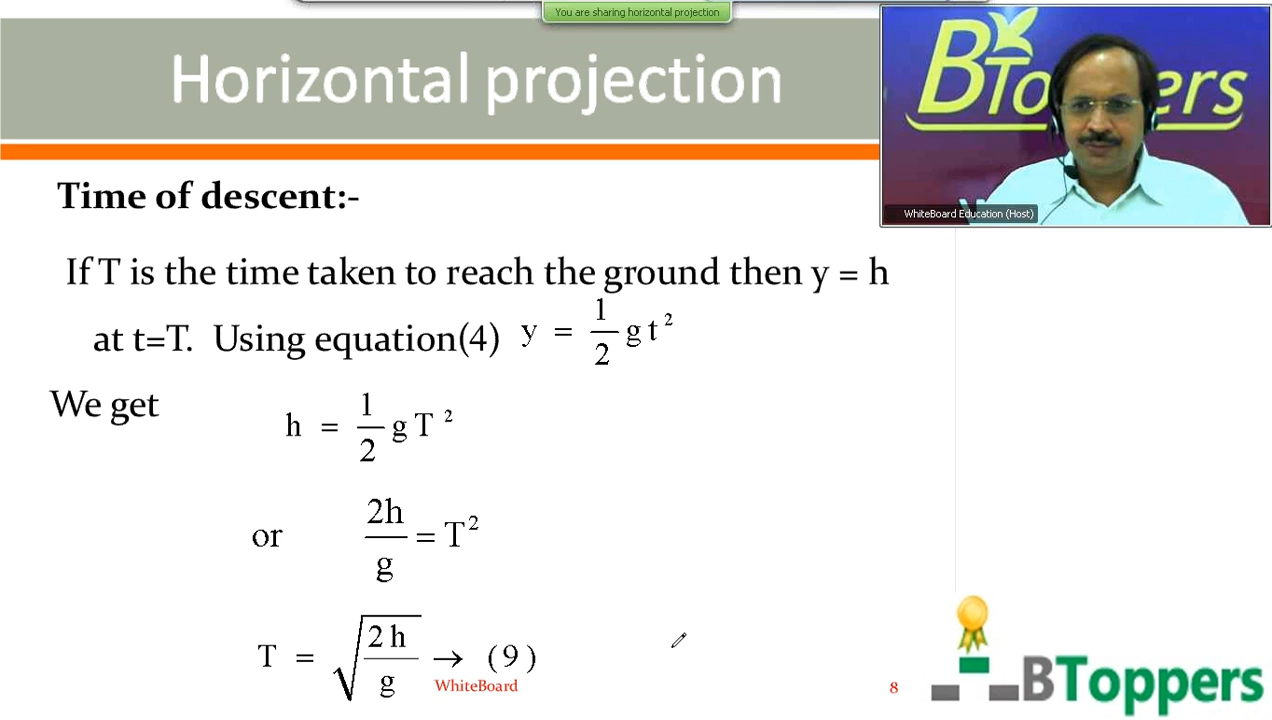 You are sharing horizontal projection
Horizontal projection
BToppers
WhiteBoard Education (Host)
Time of descent:-
If T is the time taken to reach the ground then y = h
at t=T. Using equation(4) y = 1/2 g t²
We get
h = 1/2 g T²
or 2h/g = T²
T = √(2h/g) → (9)
WhiteBoard
8
BToppers